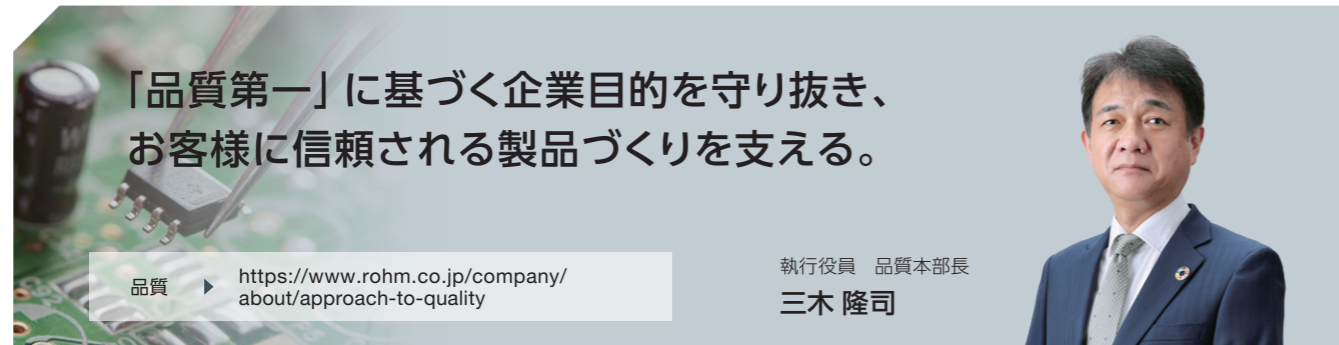 「品質第一」に基づく企業目的を守り抜き、
お客様に信頼される製品づくりを支える。
品質 ▶ https://www.rohm.co.jp/company/
about/approach-to-quality
執行役員 品質本部長
三木 隆司